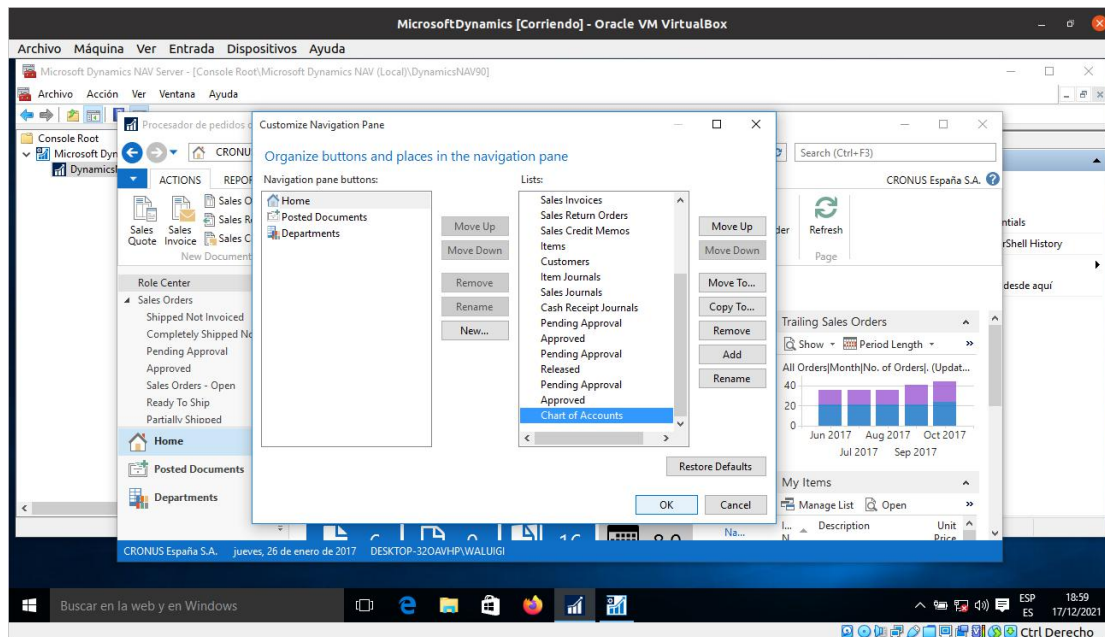 MicrosoftDynamics [Corriendo] - Oracle VM VirtualBox
Archivo Máquina Ver Entrada Dispositivos Ayuda
Microsoft Dynamics NAV Server - [Console Root\Microsoft Dynamics NAV (Local)\DynamicsNAV90]
Archivo Acción Ver Ventana Ayuda
Console Root
Microsoft Dyn
Procesador de pedidos
CRONU
Search (Ctrl+F3)
ACTIONS REPO
CRONUS España S.A.
Sales Quote
Sales Invoice
Sales O
Sales R
Sales C
New Document
Refresh
Page
Role Center
Sales Orders
Shipped Not Invoiced
Completely Shipped No
Pending Approval
Approved
Sales Orders - Open
Ready To Ship
Partially Shipped
Home
Posted Documents
Departments
Customize Navigation Pane
Organize buttons and places in the navigation pane
Navigation pane buttons:
Home
Posted Documents
Departments
Move Up
Move Down
Remove
Rename
New...
Lists:
Sales Invoices
Sales Return Orders
Sales Credit Memos
Items
Customers
Item Journals
Sales Journals
Cash Receipt Journals
Pending Approval
Approved
Pending Approval
Released
Pending Approval
Approved
Chart of Accounts
Move Up
Move Down
Move To...
Copy To...
Remove
Add
Rename
Restore Defaults
OK Cancel
Trailing Sales Orders
Show Period Length »
All Orders|Month|No. of Orders|. (Updat...
40
20
0
Jun 2017 Aug 2017 Oct 2017
Jul 2017 Sep 2017
My Items
Manage List Open »
I... Description Unit
Price
Na...
ntials
rShell History
desde aquí
CRONUS España S.A. jueves, 26 de enero de 2017 DESKTOP-32OAVHP\WALUIGI
Buscar en la web y en Windows
ESP
ES
18:59
17/12/2021
Ctrl Derecho